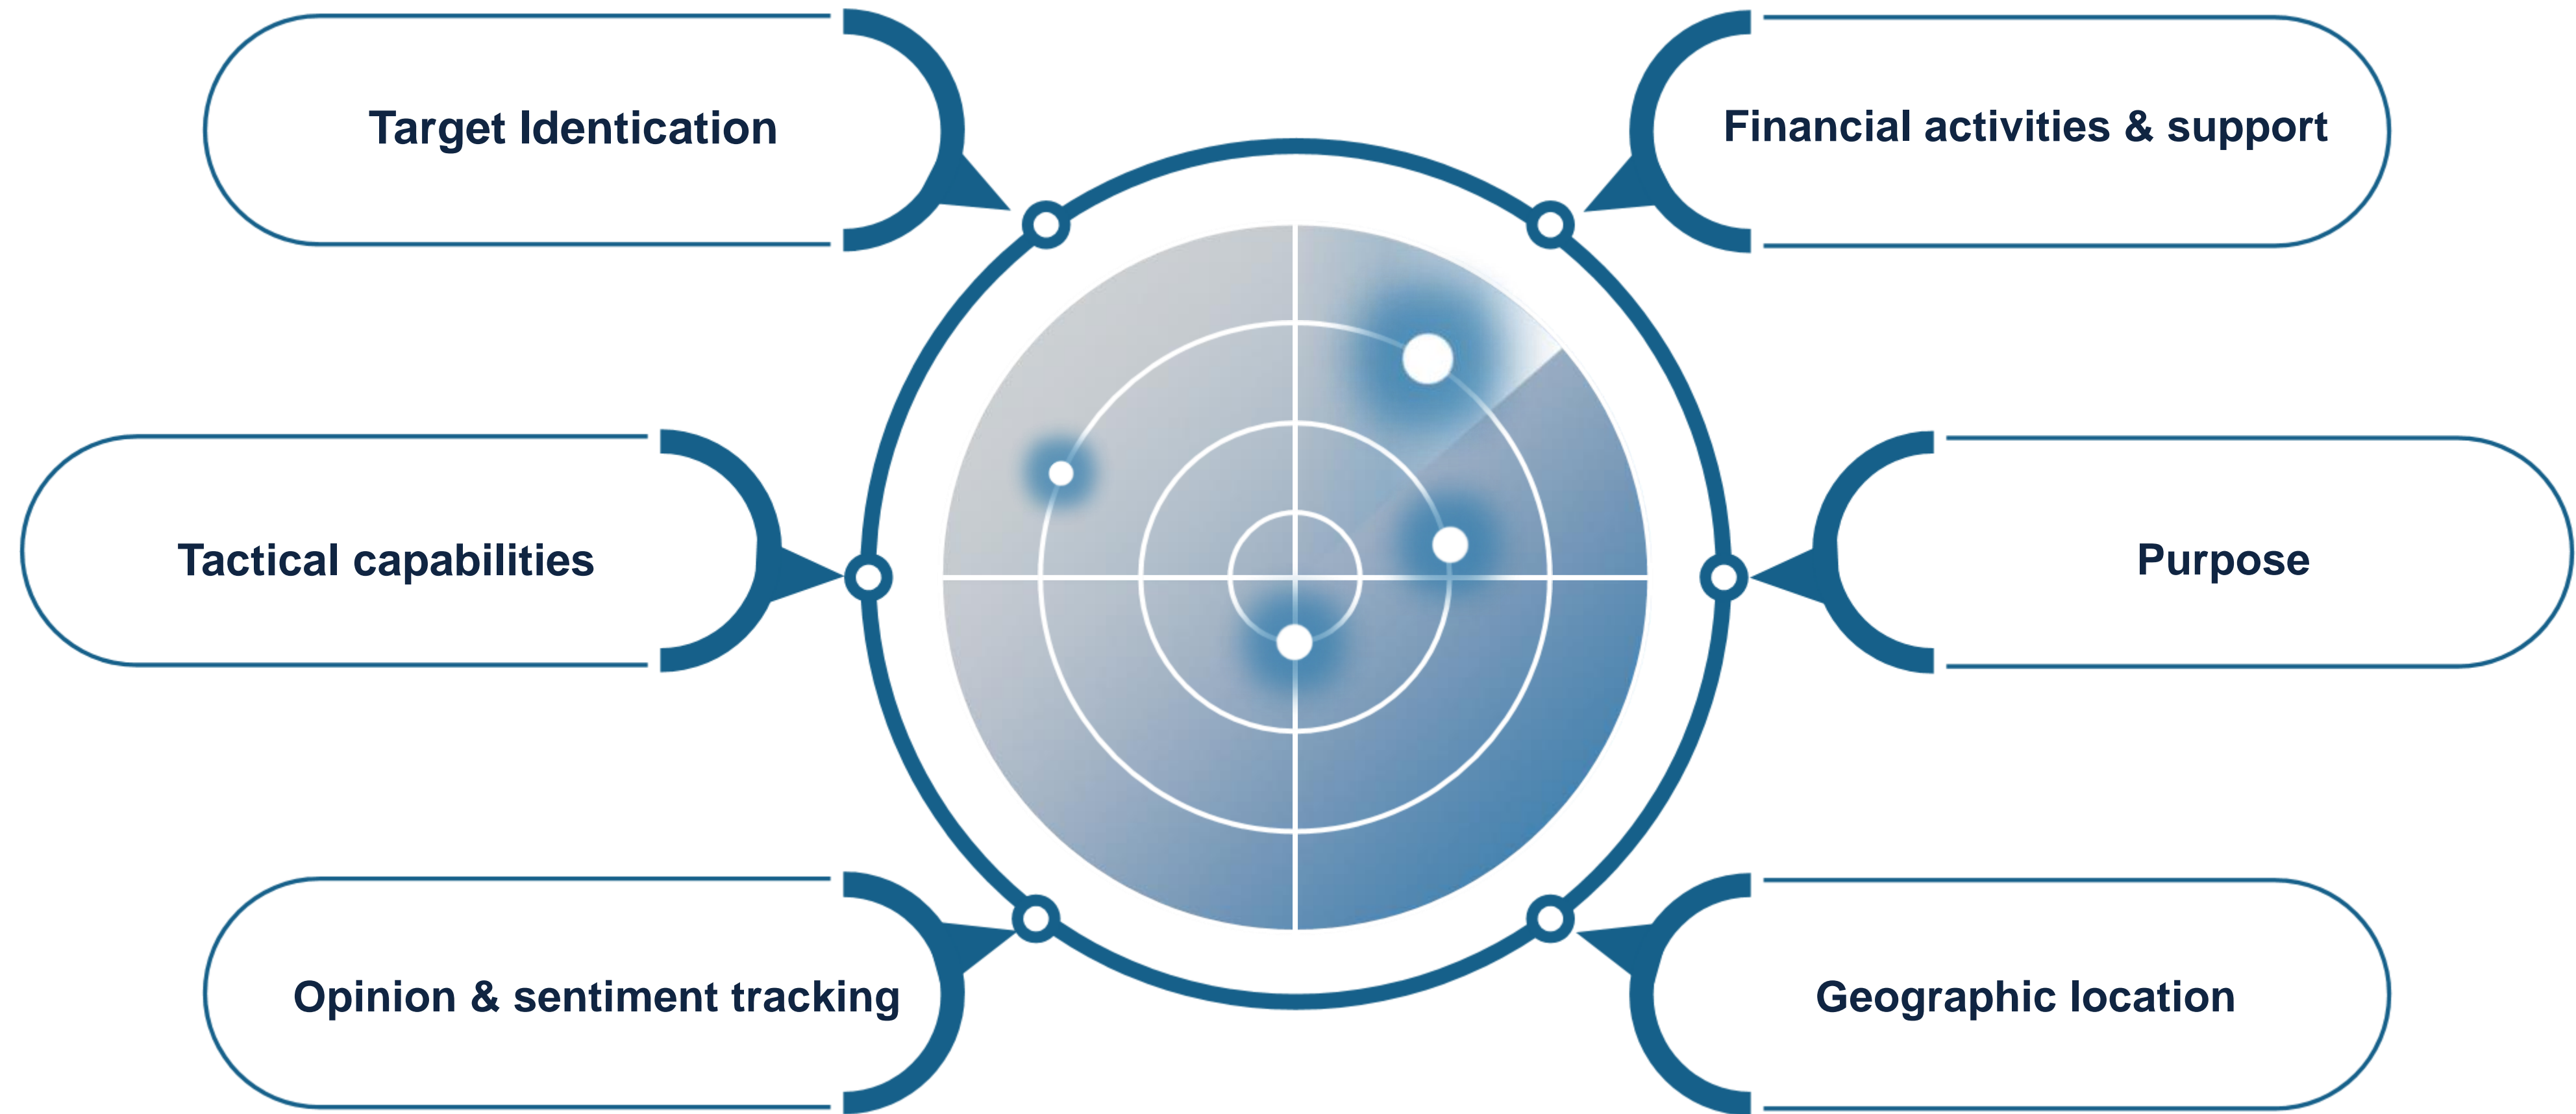 Target Identication
Financial activities & support
Tactical capabilities
Purpose
Opinion & sentiment tracking
Geographic location